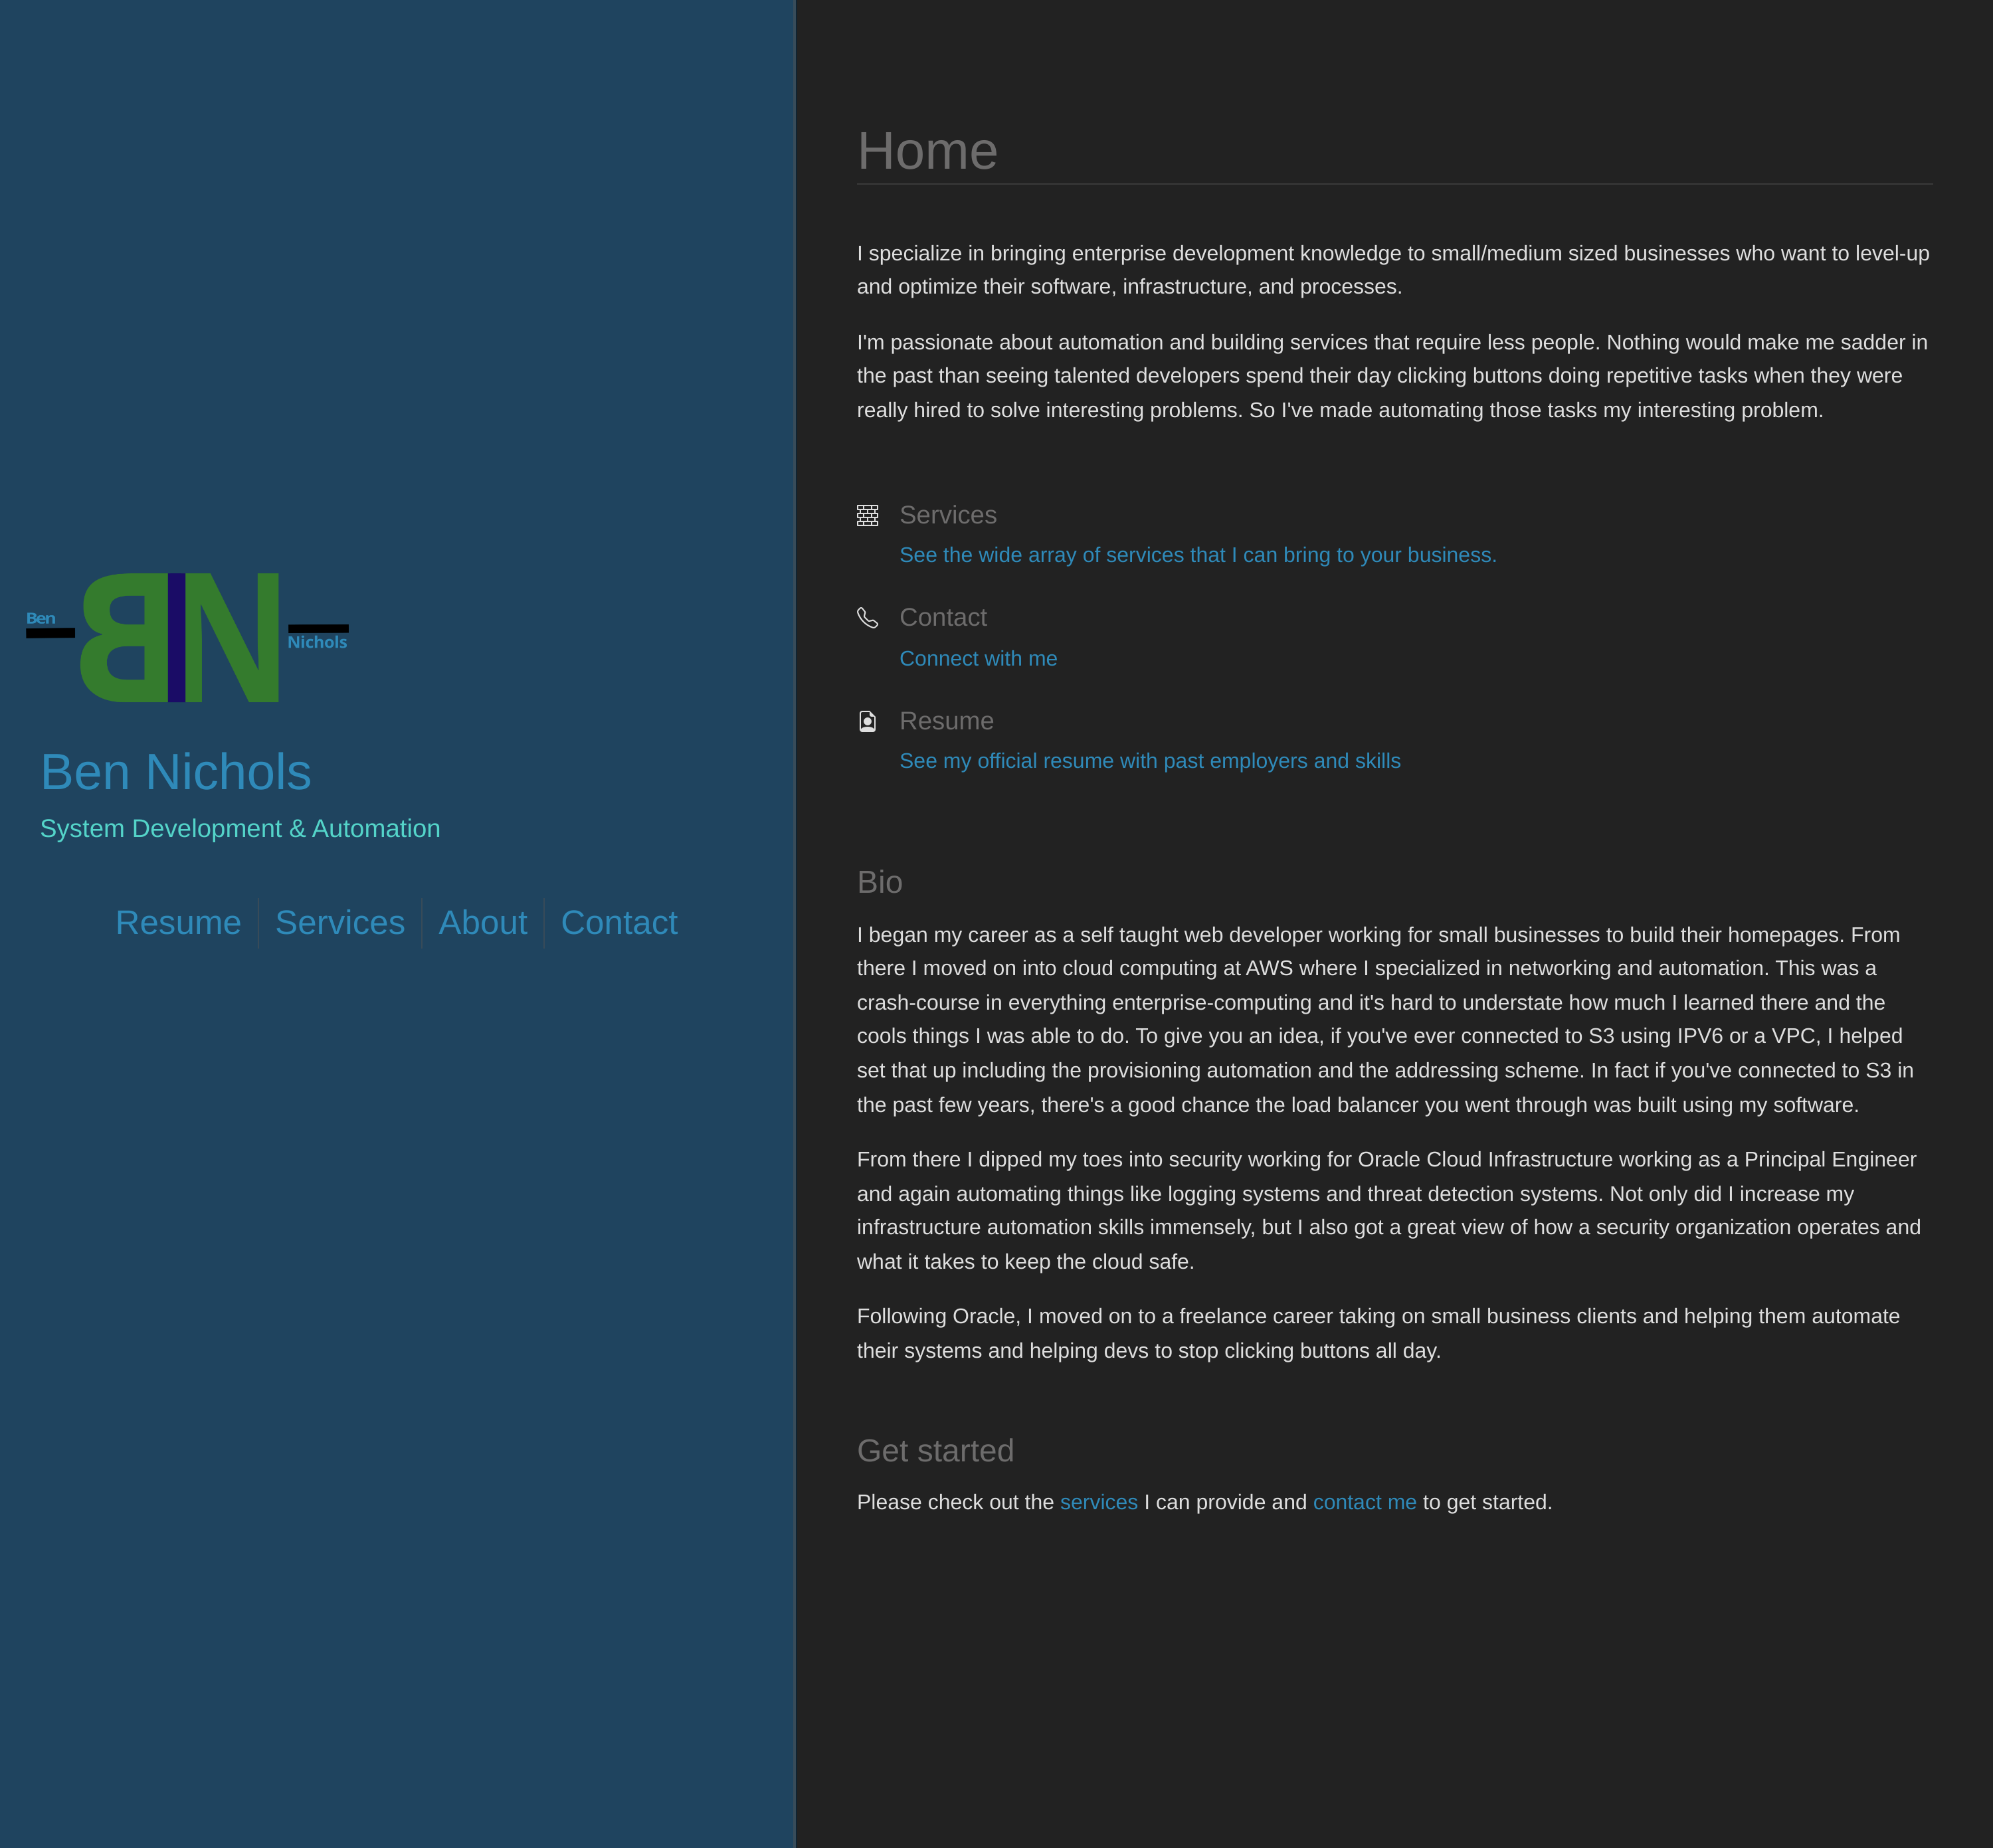 Ben
BN
Nichols
Ben Nichols
System Development & Automation
Resume
Services
About
Contact
Home
I specialize in bringing enterprise development knowledge to small/medium sized businesses who want to level-up
and optimize their software, infrastructure, and processes.
I'm passionate about automation and building services that require less people. Nothing would make me sadder in
the past than seeing talented developers spend their day clicking buttons doing repetitive tasks when they were
really hired to solve interesting problems. So I've made automating those tasks my interesting problem.
Services
See the wide array of services that I can bring to your business.
Contact
Connect with me
Resume
See my official resume with past employers and skills
Bio
I began my career as a self taught web developer working for small businesses to build their homepages. From
there I moved on into cloud computing at AWS where I specialized in networking and automation. This was a
crash-course in everything enterprise-computing and it's hard to understate how much I learned there and the
cools things I was able to do. To give you an idea, if you've ever connected to S3 using IPV6 or a VPC, I helped
set that up including the provisioning automation and the addressing scheme. In fact if you've connected to S3 in
the past few years, there's a good chance the load balancer you went through was built using my software.
From there I dipped my toes into security working for Oracle Cloud Infrastructure working as a Principal Engineer
and again automating things like logging systems and threat detection systems. Not only did I increase my
infrastructure automation skills immensely, but I also got a great view of how a security organization operates and
what it takes to keep the cloud safe.
Following Oracle, I moved on to a freelance career taking on small business clients and helping them automate
their systems and helping devs to stop clicking buttons all day.
Get started
Please check out the services I can provide and contact me to get started.